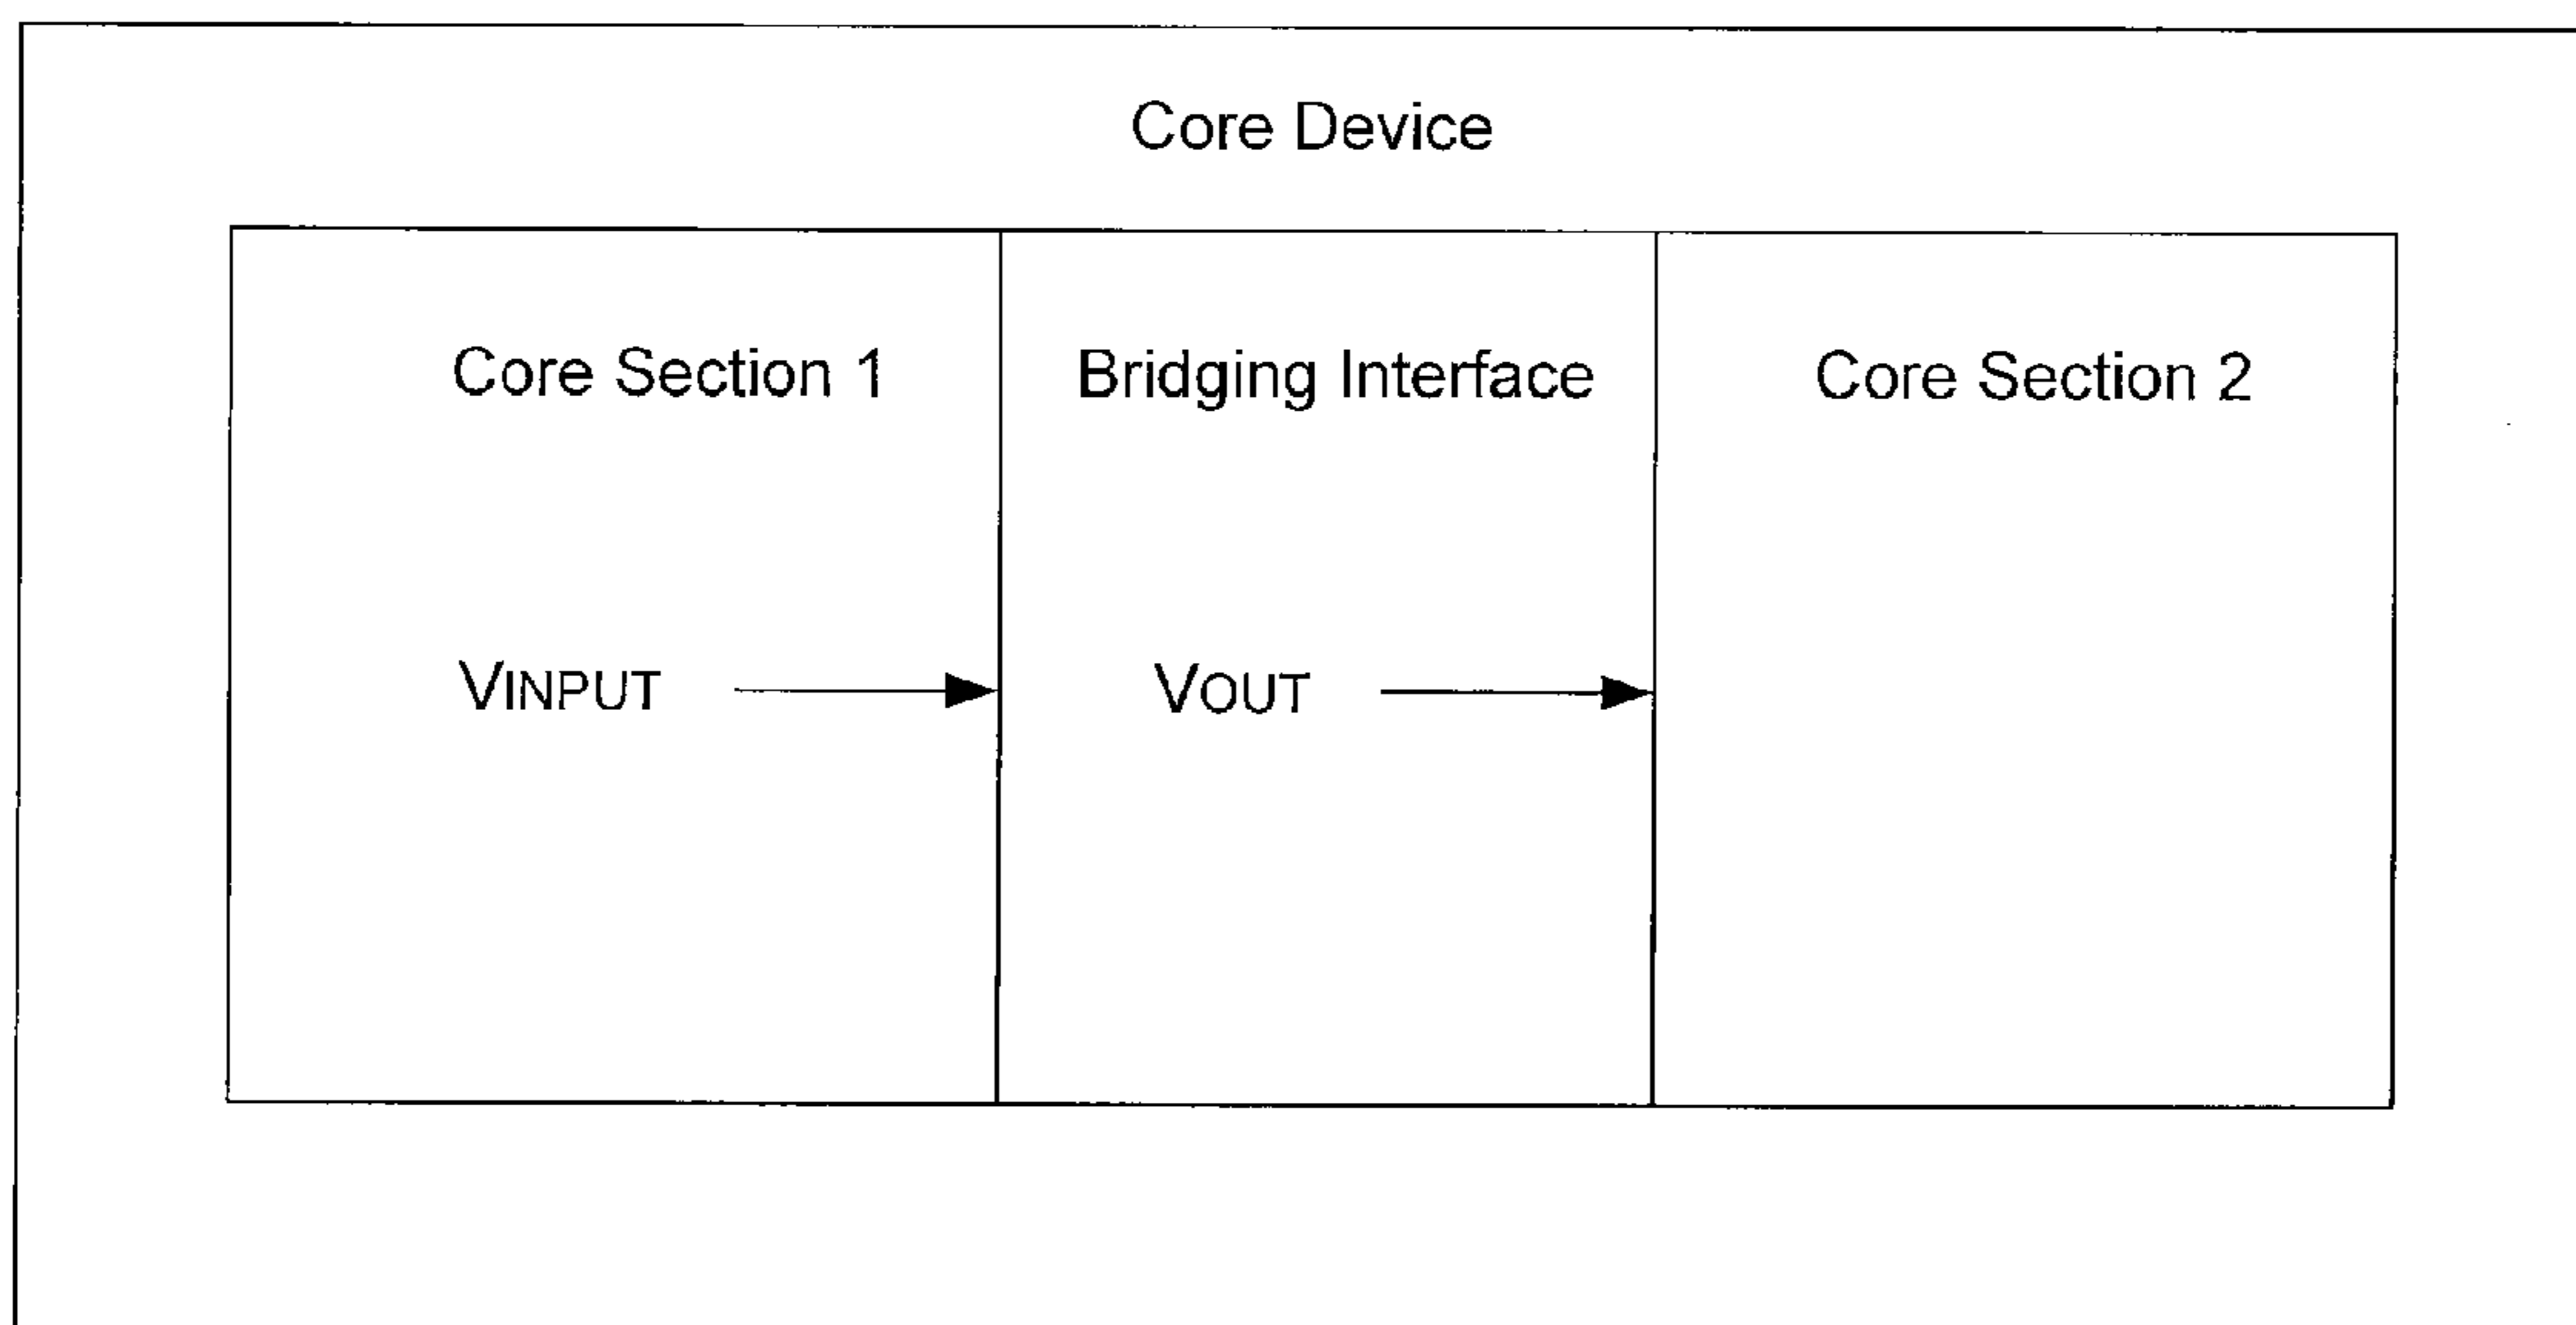 Core Device
Core Section 1
Bridging Interface
Core Section 2
VINPUT
VOUT